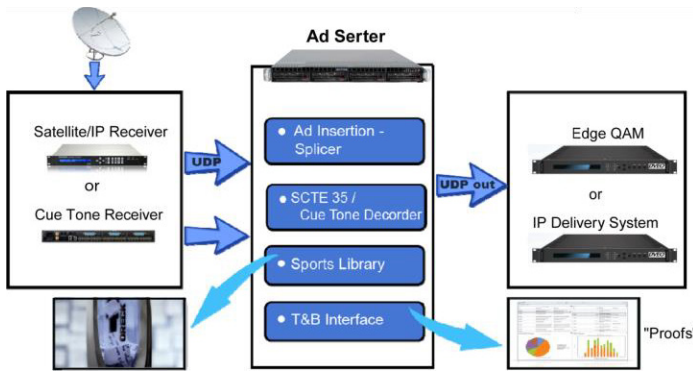 Ad Serter
Satellite/IP Receiver
or
Cue Tone Receiver
UDP
Ad Insertion -
Splicer
SCTE 35 /
Cue Tone Decorder
Sports Library
T&B Interface
UDP out
Edge QAM
or
IP Delivery System
ORECK
"Proofs"